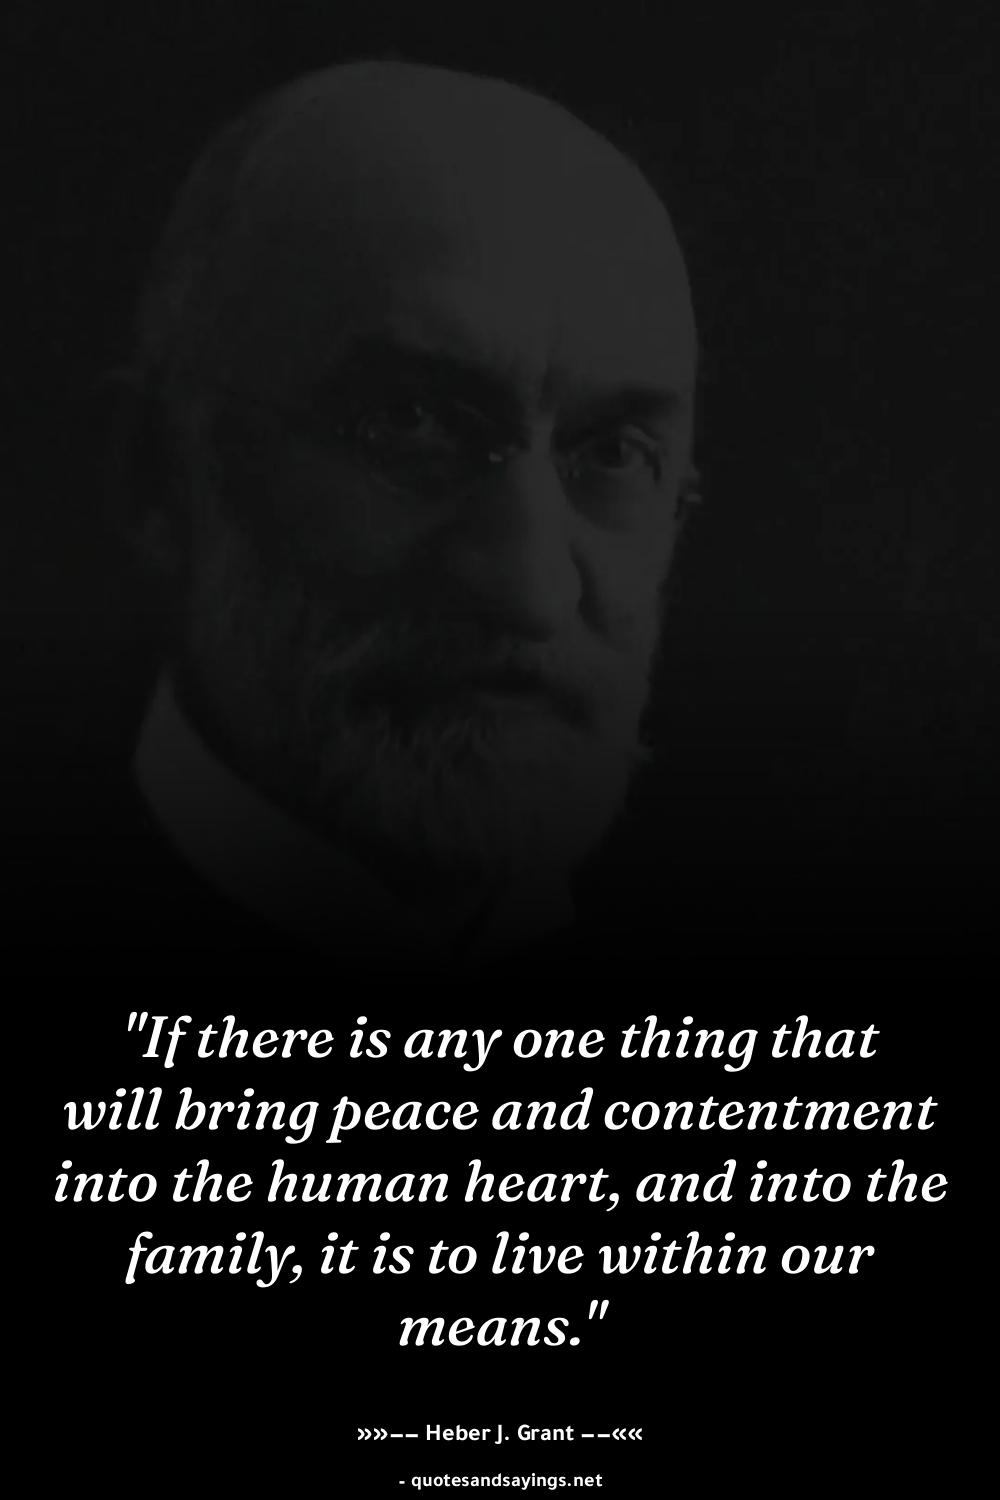 "If there is any one thing that
will bring peace and contentment
into the human heart, and into the
family, it is to live within our
means."
»»-- Heber J. Grant --««
- quotesandsayings.net